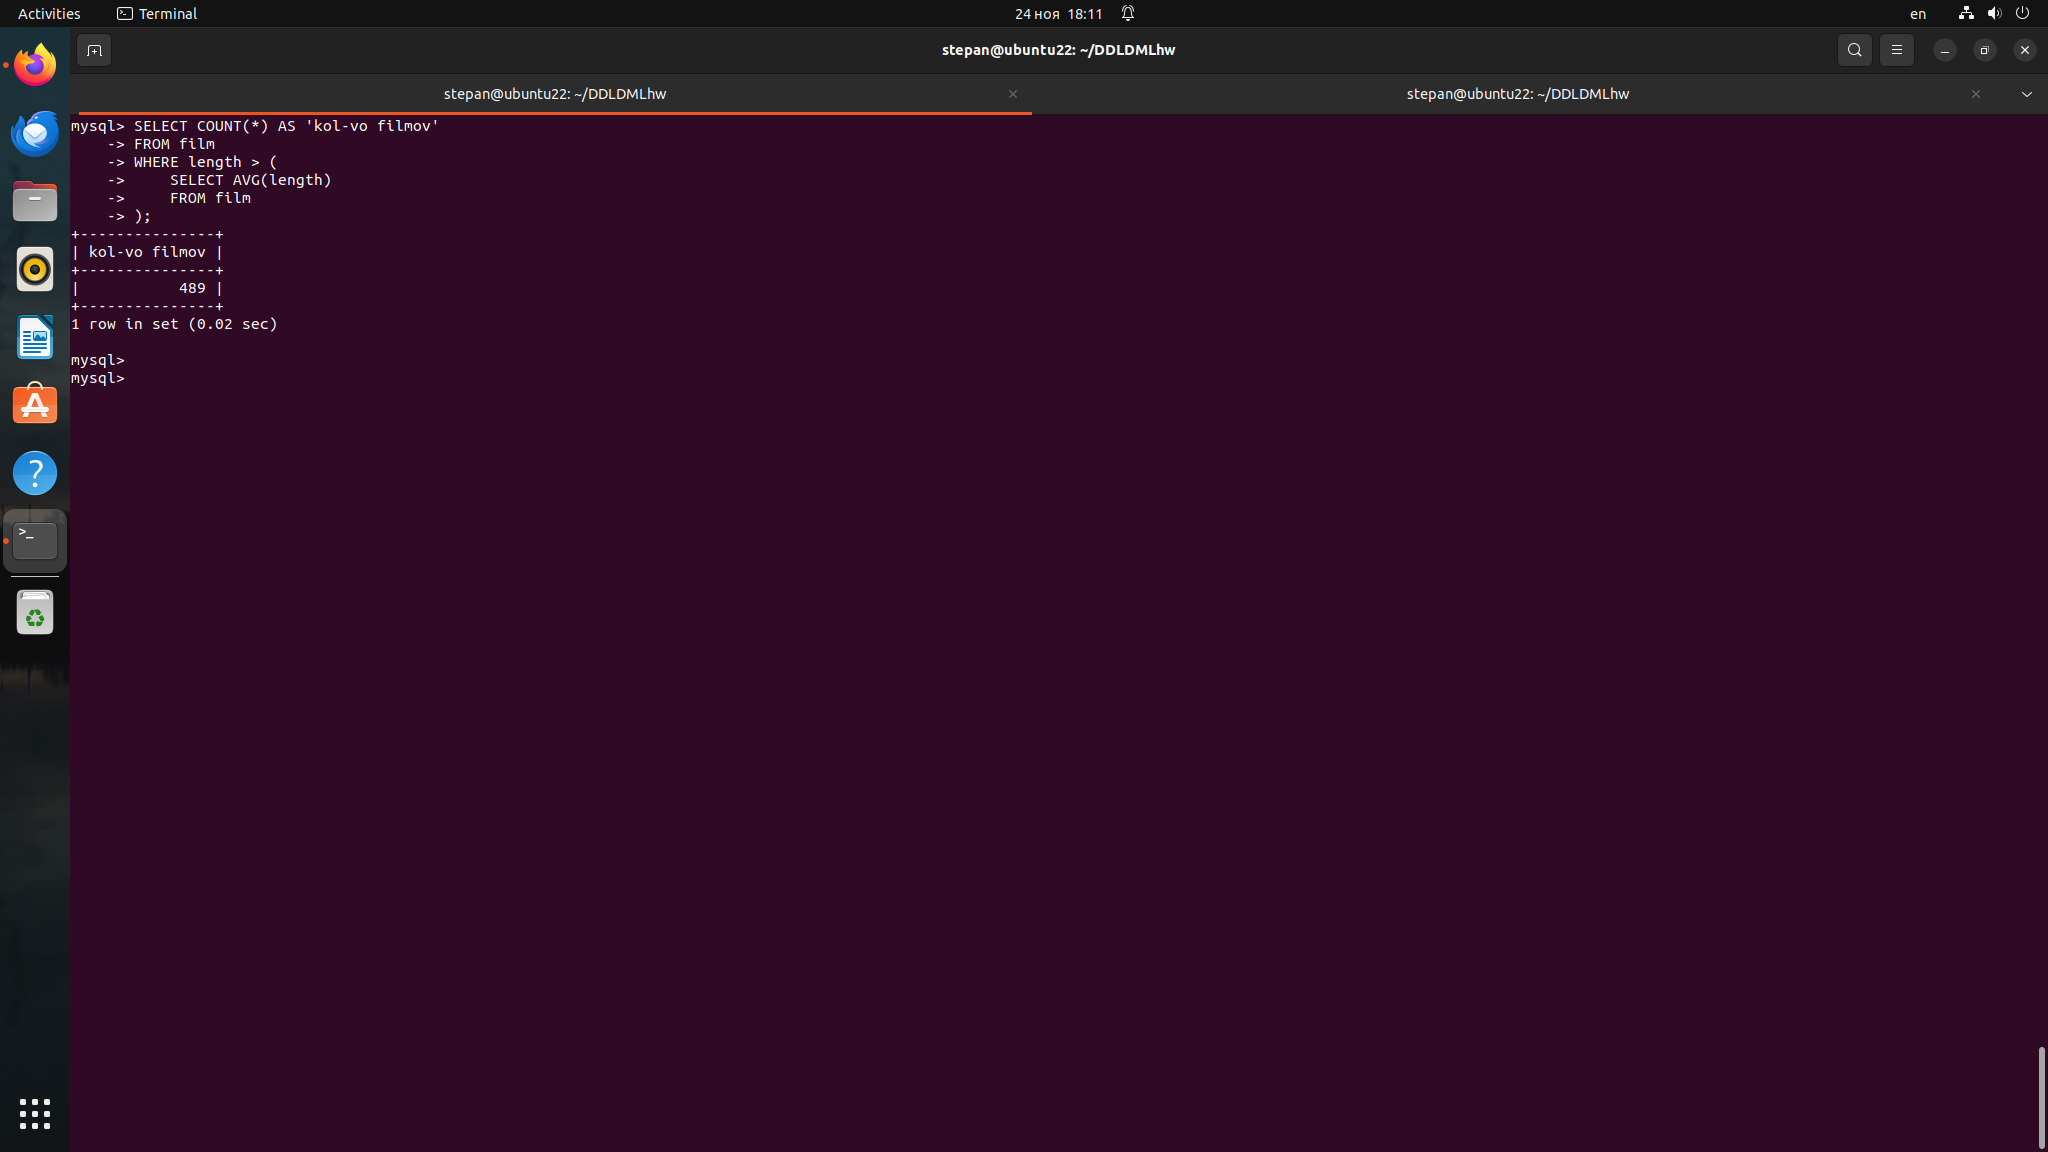 Activities Terminal 24 ноя 18:11 en
stepan@ubuntu22: ~/DDLDMLhw
stepan@ubuntu22: ~/DDLDMLhw stepan@ubuntu22: ~/DDLDMLhw
mysql> SELECT COUNT(*) AS 'kol-vo filmov'
    -> FROM film
    -> WHERE length > (
    ->     SELECT AVG(length)
    ->     FROM film
    -> );
+---------------+
| kol-vo filmov |
+---------------+
|           489 |
+---------------+
1 row in set (0.02 sec)
mysql>
mysql>